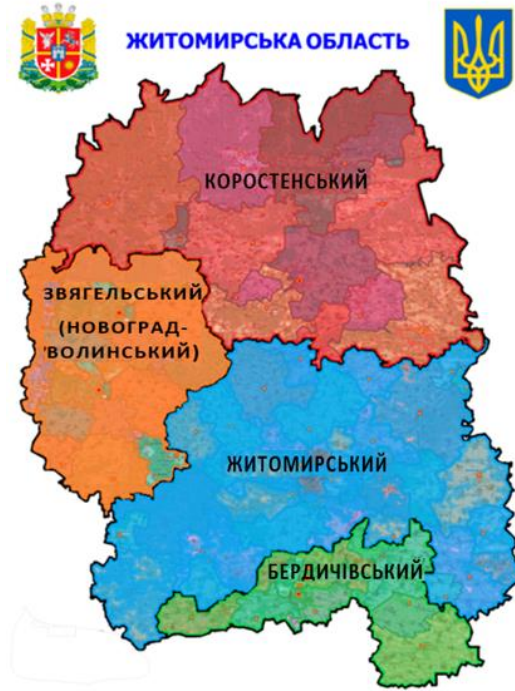 ЖИТОМИРСЬКА ОБЛАСТЬ
КОРОСТЕНСЬКИЙ
ЗВЯГЕЛЬСЬКИЙ
(НОВОГРАД-
ВОЛИНСЬКИЙ)
ЖИТОМИРСЬКИЙ
БЕРДИЧІВСЬКИЙ